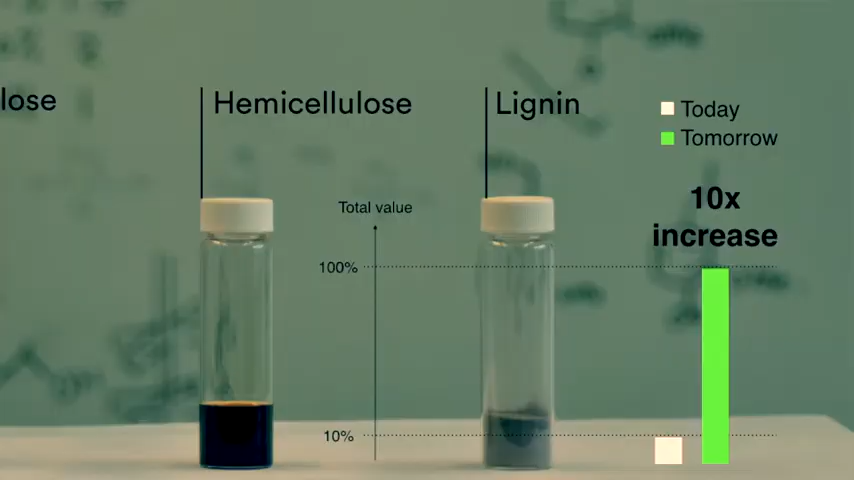 lose
Hemicellulose
Lignin
Today
Tomorrow
10x
increase
Total value
100%
10%